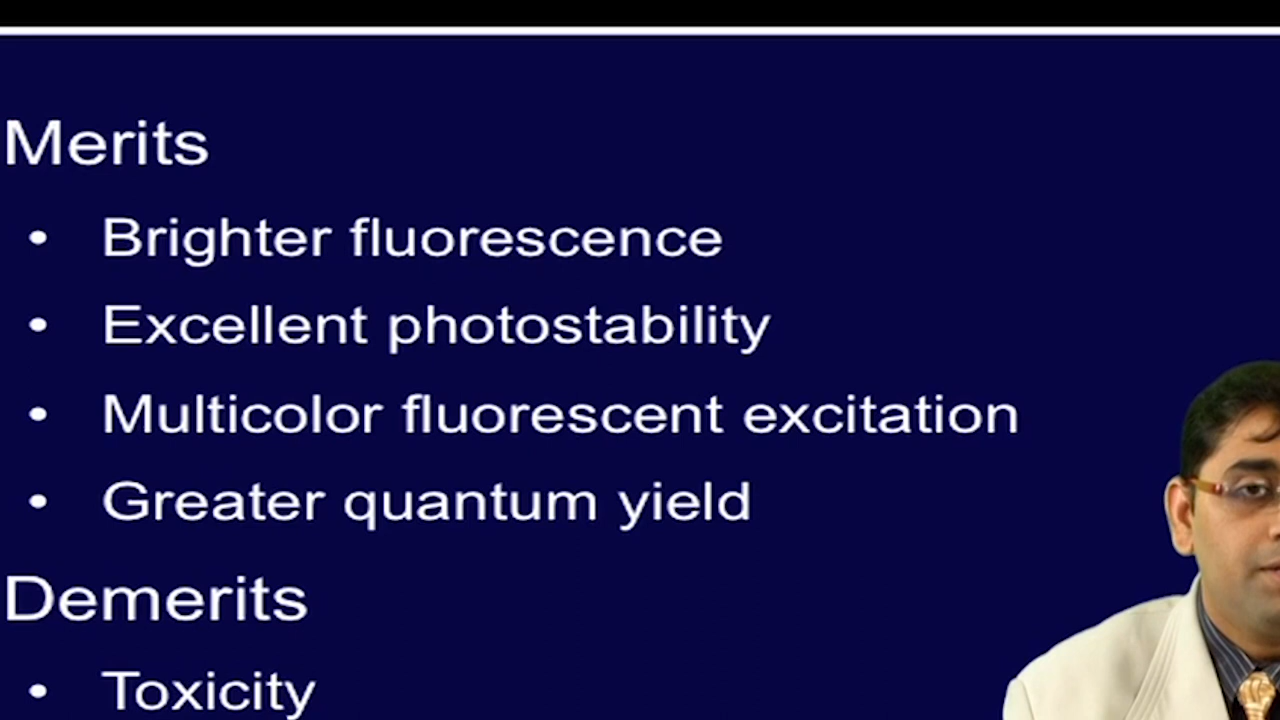 Merits
• Brighter fluorescence
• Excellent photostability
• Multicolor fluorescent excitation
• Greater quantum yield
Demerits
• Toxicity